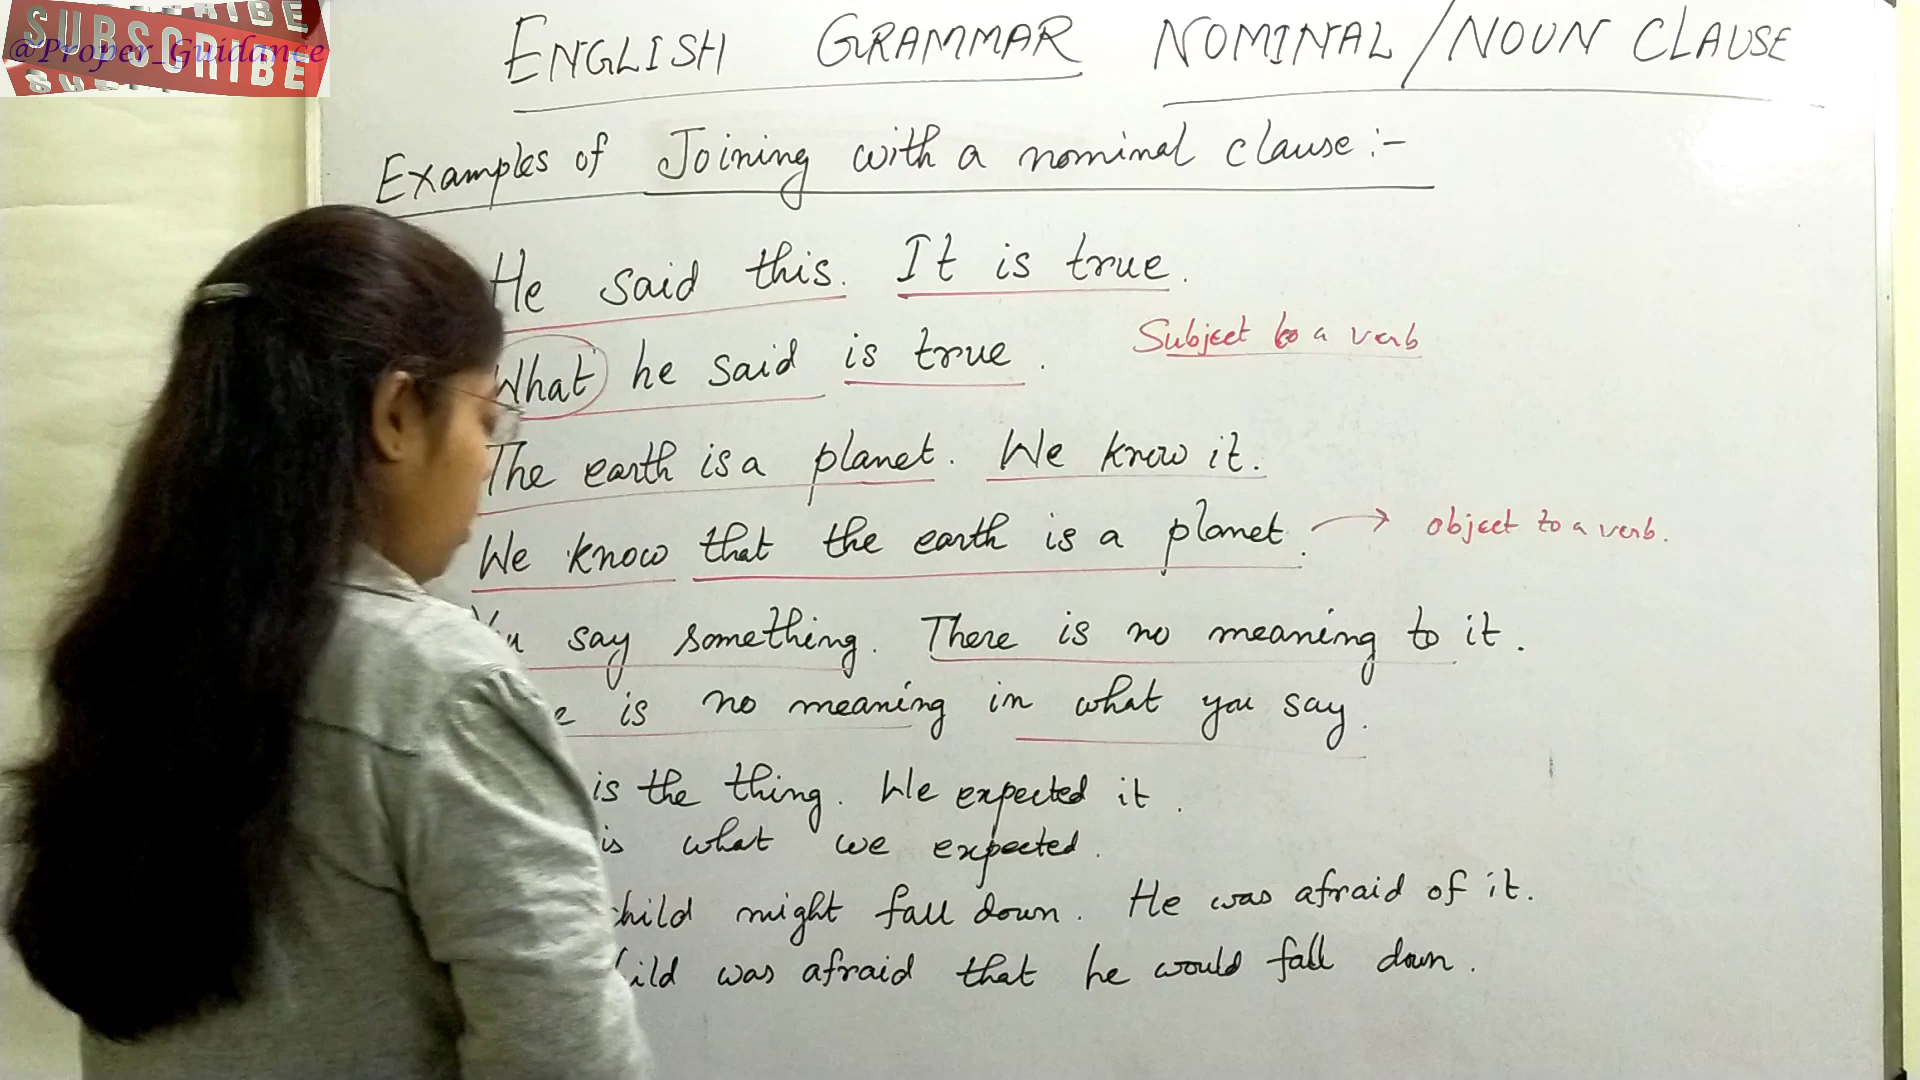 SUBSCRIBE
@Proper_Guidance
ENGLISH GRAMMAR NOMINAL/NOUN CLAUSE
Examples of Joining with a nominal clause:-
He said this. It is true.
What he said is true. Subject to a verb
The earth is a planet. We know it.
We know that the earth is a planet. → object to a verb.
say something. There is no meaning to it.
is no meaning in what you say.
is the thing. We expected it.
is what we expected.
child might fall down. He was afraid of it.
was afraid that he would fall down.